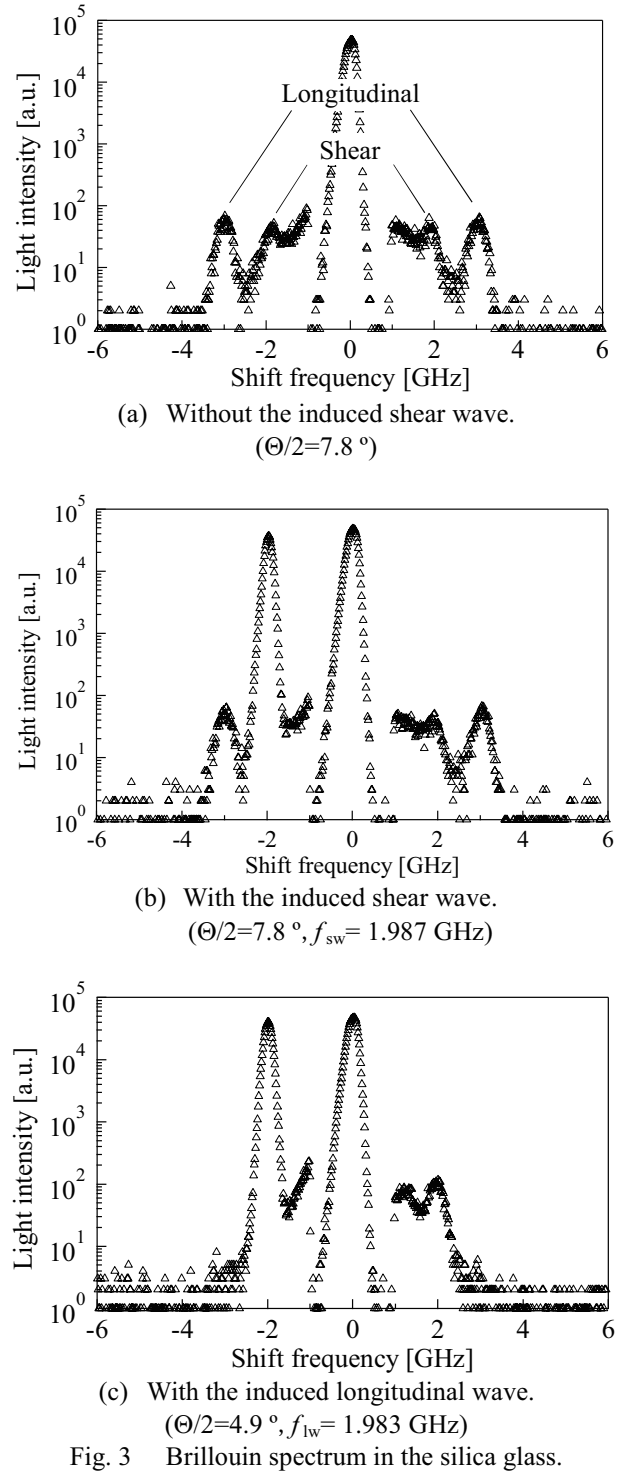 10^5
10^4
10^3
10^2
10^1
10^0
Light intensity [a.u.]
Longitudinal
Shear
-6 -4 -2 0 2 4 6
Shift frequency [GHz]
(a) Without the induced shear wave.
(Θ/2=7.8 º)
10^5
10^4
10^3
10^2
10^1
10^0
Light intensity [a.u.]
-6 -4 -2 0 2 4 6
Shift frequency [GHz]
(b) With the induced shear wave.
(Θ/2=7.8 º, f_sw= 1.987 GHz)
10^5
10^4
10^3
10^2
10^1
10^0
Light intensity [a.u.]
-6 -4 -2 0 2 4 6
Shift frequency [GHz]
(c) With the induced longitudinal wave.
(Θ/2=4.9 º, f_lw= 1.983 GHz)
Fig. 3 Brillouin spectrum in the silica glass.